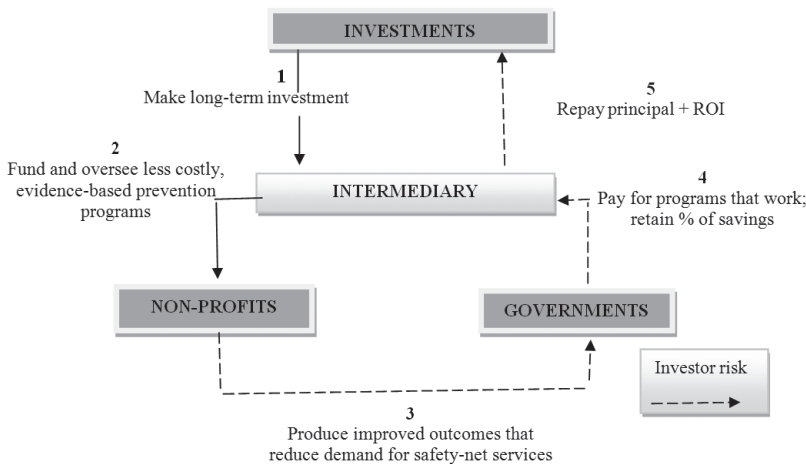 INVESTMENTS
1
Make long-term investment
5
Repay principal + ROI
2
Fund and oversee less costly,
evidence-based prevention
programs
INTERMEDIARY
4
Pay for programs that work;
retain % of savings
NON-PROFITS
GOVERNMENTS
Investor risk
3
Produce improved outcomes that
reduce demand for safety-net services